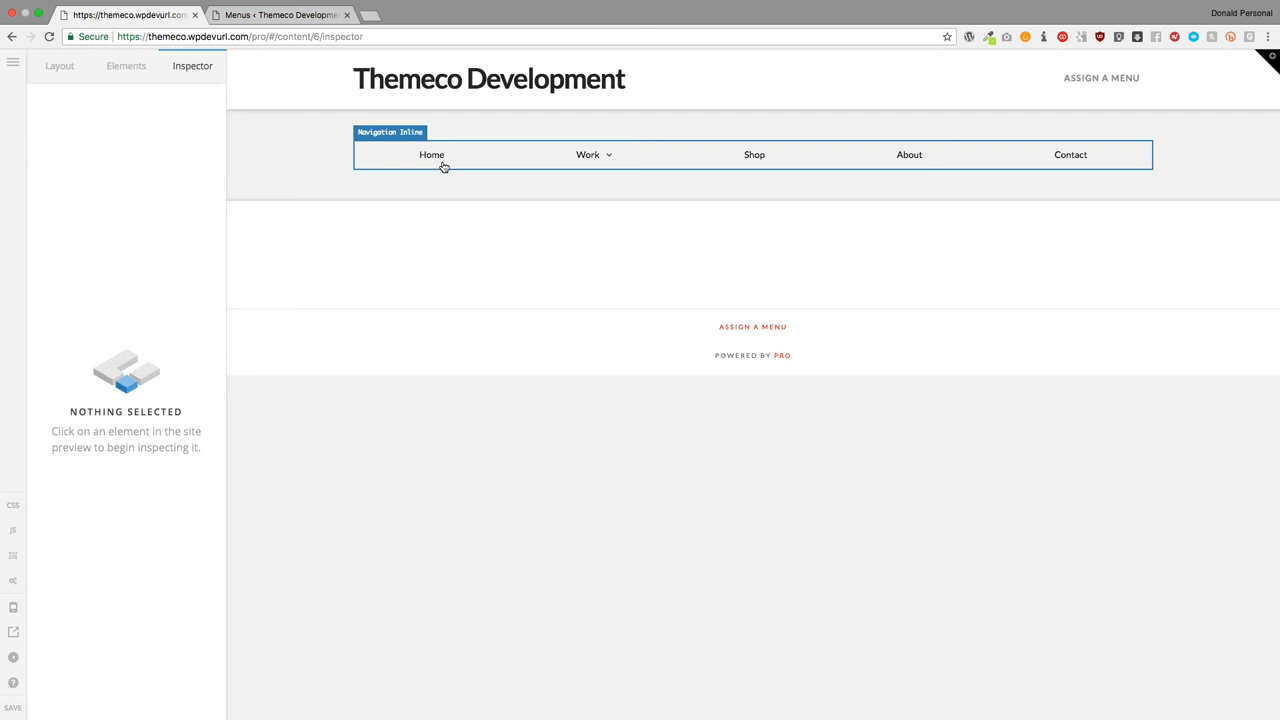 https://themeco.wpdevurl.com
Menus ‹ Themeco Developme
Donald Personal
Secure https://themeco.wpdevurl.com/pro/#/content/6/inspector
Layout Elements Inspector
Themeco Development
ASSIGN A MENU
Navigation Inline
Home Work Shop About Contact
ASSIGN A MENU
POWERED BY PRO
NOTHING SELECTED
Click on an element in the site
preview to begin inspecting it.
CSS
JS
SAVE